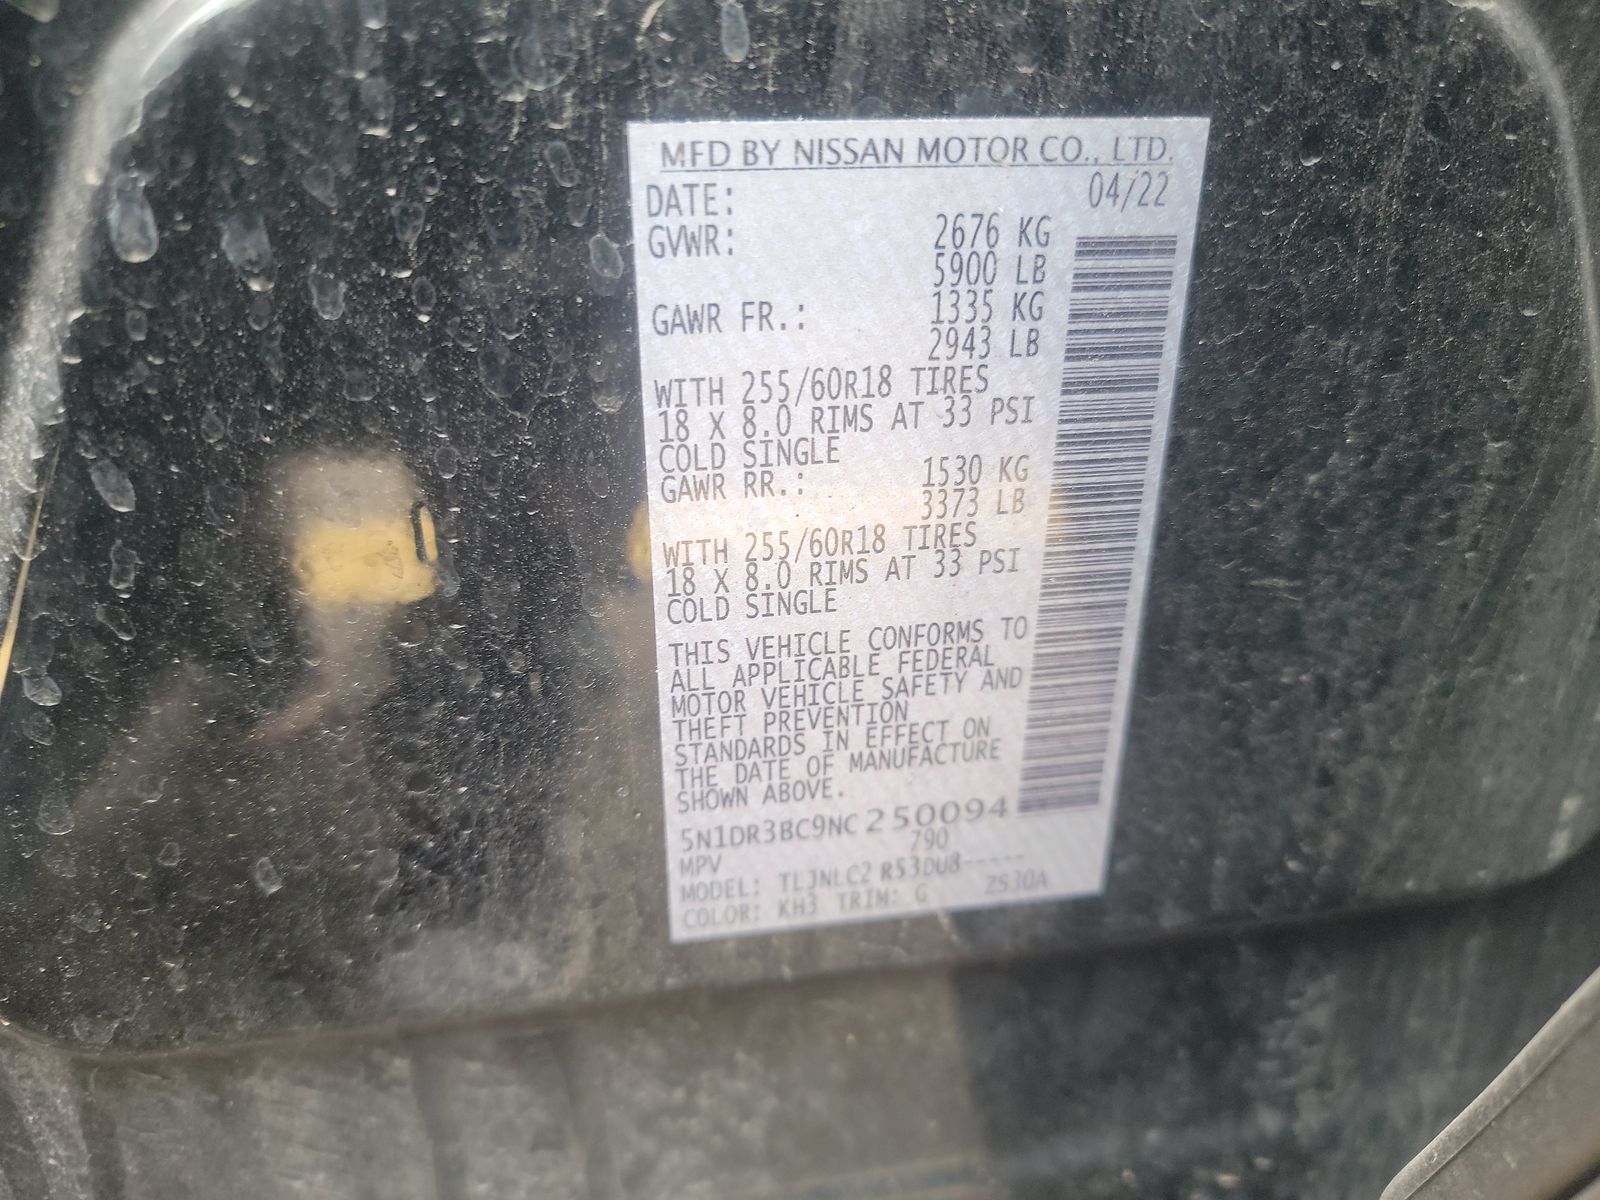 MFD BY NISSAN MOTOR CO., LTD.
DATE: 04/22
GVWR: 2676 KG
5900 LB
GAWR FR.: 1335 KG
2943 LB
WITH 255/60R18 TIRES
18 X 8.0 RIMS AT 33 PSI
COLD SINGLE
GAWR RR.: 1530 KG
3373 LB
WITH 255/60R18 TIRES
18 X 8.0 RIMS AT 33 PSI
COLD SINGLE
THIS VEHICLE CONFORMS TO
ALL APPLICABLE FEDERAL
MOTOR VEHICLE SAFETY AND
THEFT PREVENTION
STANDARDS IN EFFECT ON
THE DATE OF MANUFACTURE
SHOWN ABOVE.
5N1DR3BC9NC250094
MPV 790
MODEL: TLJNLC2 R53DU8-----
COLOR: KH3 TRIM: G 2S30A